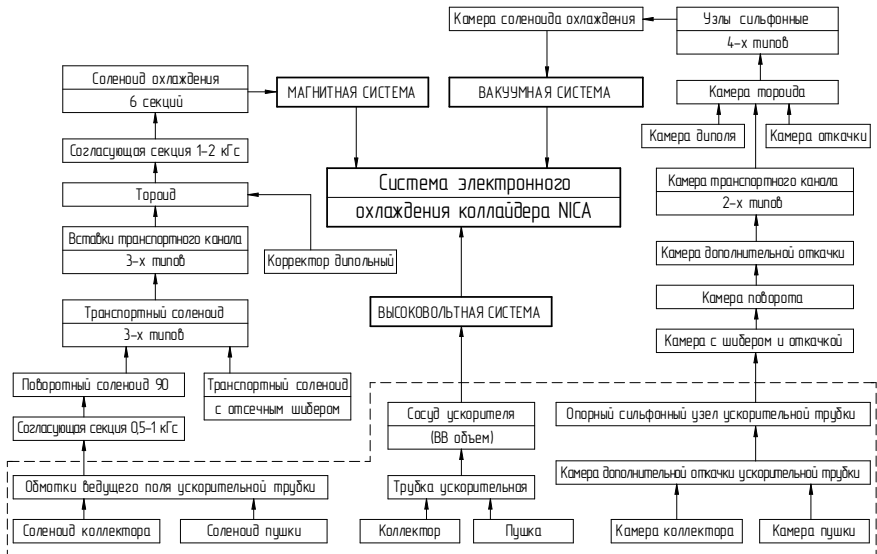 Камера соленоида охлаждения
Узлы сильфонные
4-х типов
Соленоид охлаждения
6 секций
МАГНИТНАЯ СИСТЕМА
ВАКУУМНАЯ СИСТЕМА
Камера тороида
Камера диполя
Камера откачки
Согласующая секция 1-2 кГс
Тороид
Система электронного
охлаждения коллайдера NICA
Камера транспортного канала
2-х типов
Вставки транспортного канала
3-х типов
Корректор дипольный
Камера дополнительной откачки
Транспортный соленоид
3-х типов
ВЫСОКОВОЛЬТНАЯ СИСТЕМА
Камера поворота
Камера с шибером и откачкой
Поворотный соленоид 90
Транспортный соленоид
с отсечным шибером
Согласующая секция 0,5-1 кГс
Сосуд ускорителя
(ВВ объем)
Опорный сильфонный узел ускорительной трубки
Обмотки ведущего поля ускорительной трубки
Трубка ускорительная
Камера дополнительной откачки ускорительной трубки
Соленоид коллектора
Соленоид пушки
Коллектор
Пушка
Камера коллектора
Камера пушки